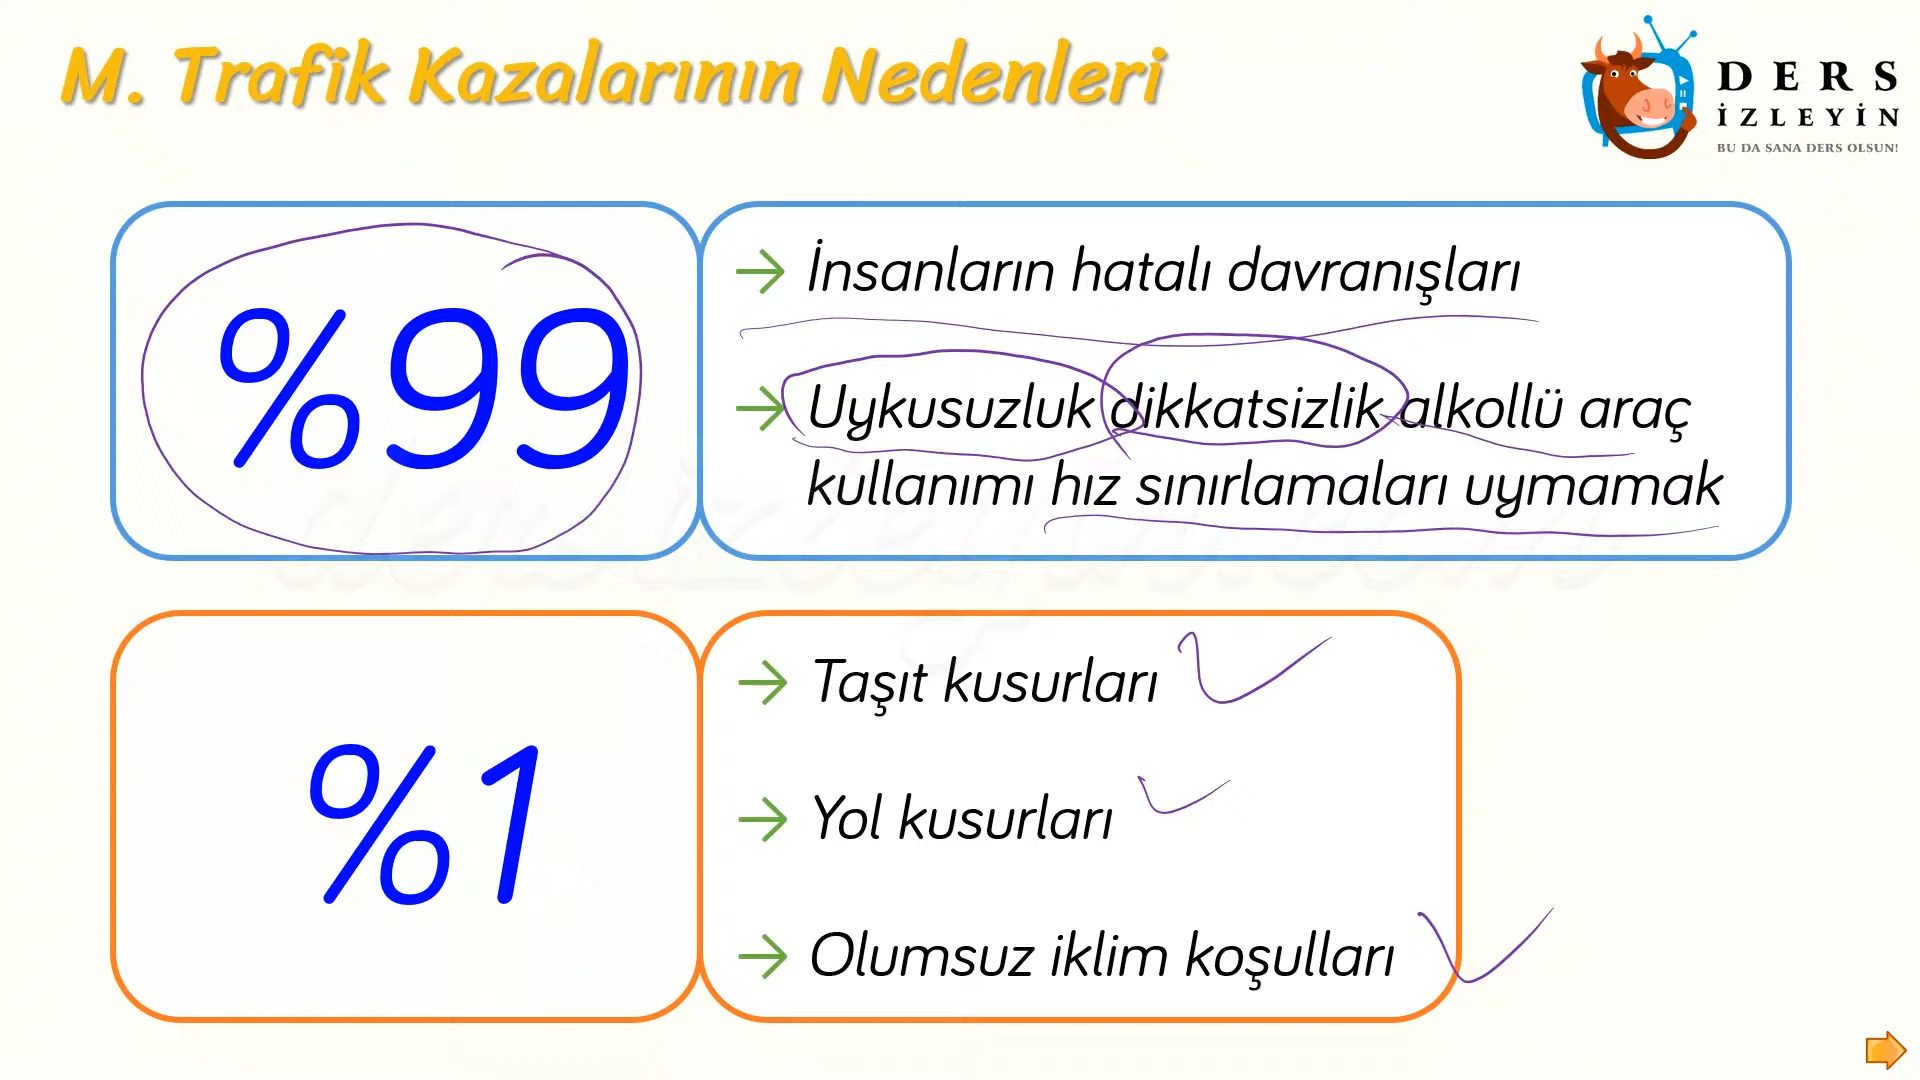 M. Trafik Kazalarının Nedenleri
DERS
İZLEYİN
BU DA SANA DERS OLSUN!
%99
→ İnsanların hatalı davranışları
→ Uykusuzluk dikkatsizlik alkollü araç
kullanımı hız sınırlamaları uymamak
%1
→ Taşıt kusurları
→ Yol kusurları
→ Olumsuz iklim koşulları